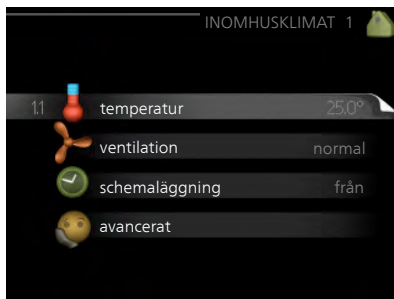 INOMHUSKLIMAT 1
1.1 temperatur 25.0°
ventilation normal
schemaläggning från
avancerat